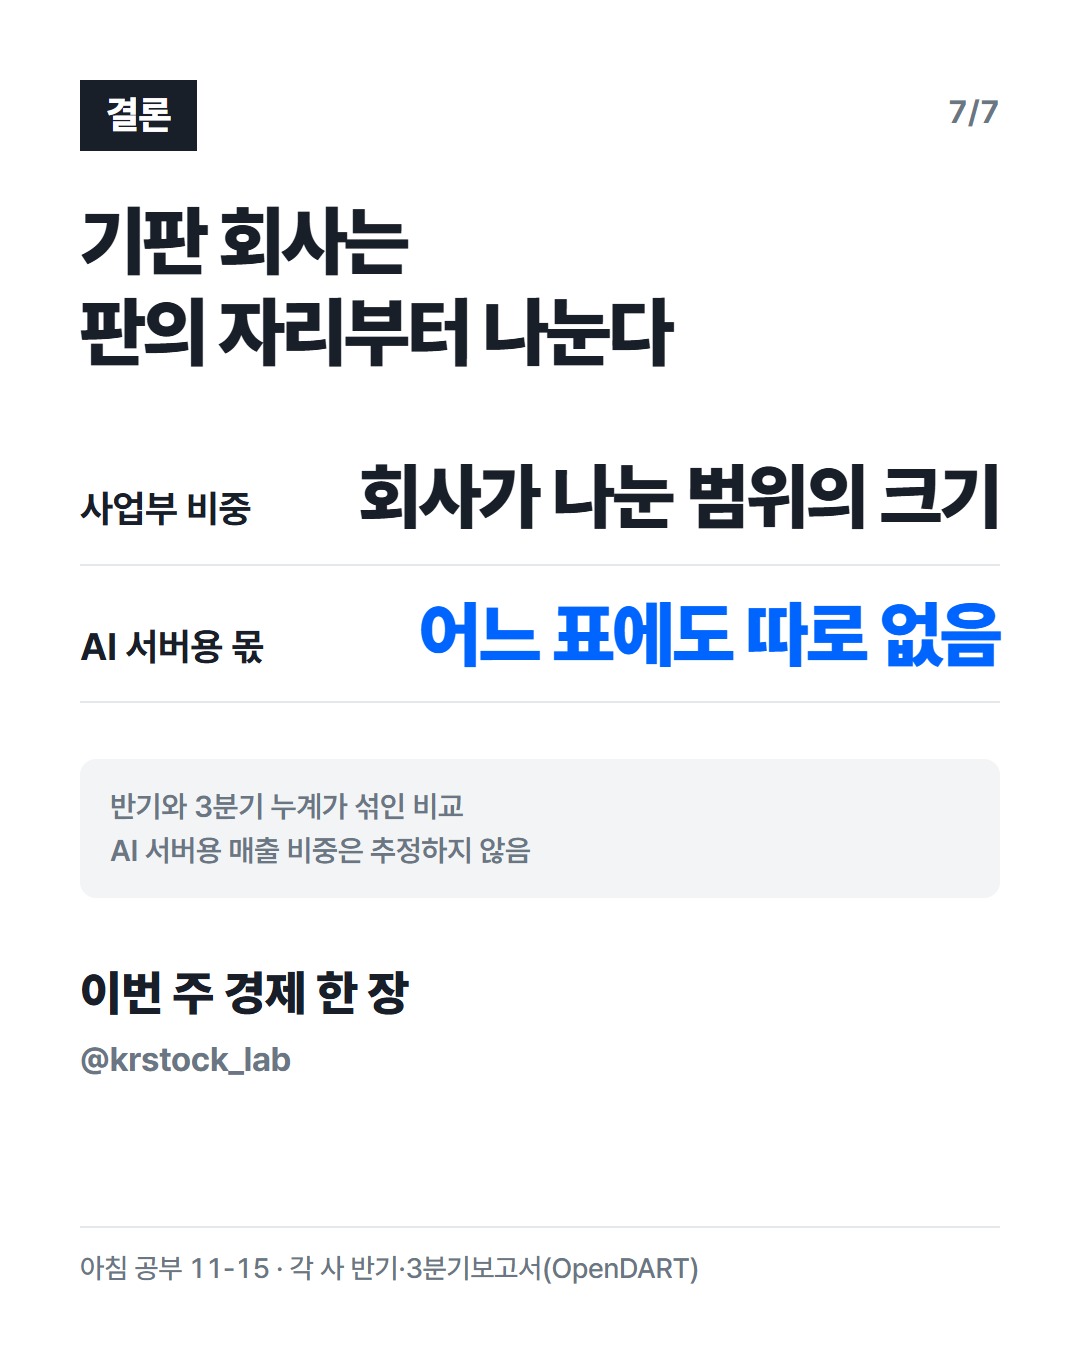 결론
7/7
기판 회사는
판의 자리부터 나눈다
사업부 비중
회사가 나눈 범위의 크기
AI 서버용 몫
어느 표에도 따로 없음
반기와 3분기 누계가 섞인 비교
AI 서버용 매출 비중은 추정하지 않음
이번 주 경제 한 장
@krstock_lab
아침 공부 11-15 · 각 사 반기·3분기보고서(OpenDART)